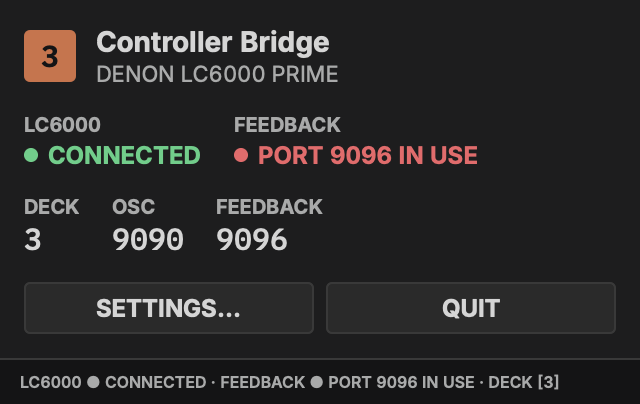 3
Controller Bridge
DENON LC6000 PRIME
LC6000 FEEDBACK
● CONNECTED ● PORT 9096 IN USE
DECK OSC FEEDBACK
3 9090 9096
SETTINGS... QUIT
LC6000 ● CONNECTED · FEEDBACK ● PORT 9096 IN USE · DECK [3]